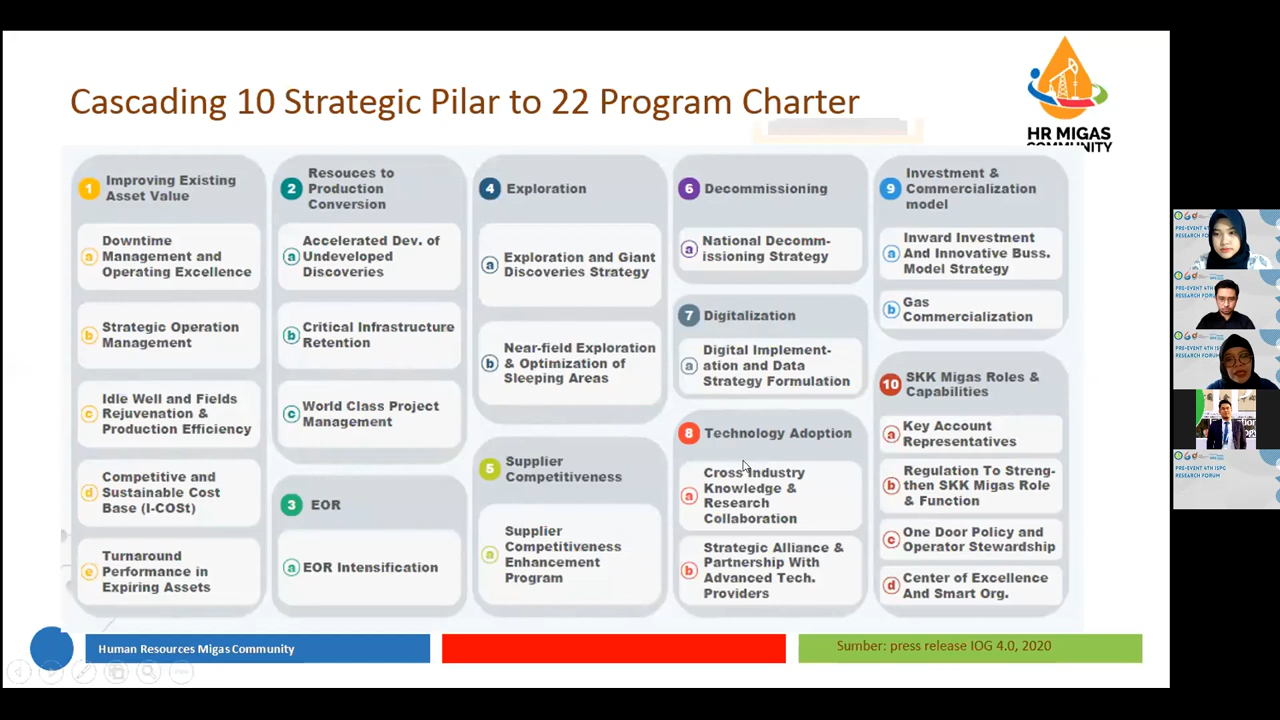 Cascading 10 Strategic Pilar to 22 Program Charter
HR MIGAS
COMMUNITY
1 Improving Existing
Asset Value
a Downtime
Management and
Operating Excellence
b Strategic Operation
Management
c Idle Well and Fields
Rejuvenation &
Production Efficiency
d Competitive and
Sustainable Cost
Base (I-COSt)
e Turnaround
Performance in
Expiring Assets
2 Resouces to
Production
Conversion
a Accelerated Dev. of
Undeveloped
Discoveries
b Critical Infrastructure
Retention
c World Class Project
Management
3 EOR
a EOR Intensification
4 Exploration
a Exploration and Giant
Discoveries Strategy
b Near-field Exploration
& Optimization of
Sleeping Areas
5 Supplier
Competitiveness
a Supplier
Competitiveness
Enhancement
Program
6 Decommissioning
a National Decomm-
issioning Strategy
7 Digitalization
a Digital Implement-
ation and Data
Strategy Formulation
8 Technology Adoption
a Cross Industry
Knowledge &
Research
Collaboration
b Strategic Alliance &
Partnership With
Advanced Tech.
Providers
9 Investment &
Commercialization
model
a Inward Investment
And Innovative Buss.
Model Strategy
b Gas
Commercialization
10 SKK Migas Roles &
Capabilities
a Key Account
Representatives
b Regulation To Streng-
then SKK Migas Role
& Function
c One Door Policy and
Operator Stewardship
d Center of Excellence
And Smart Org.
Human Resources Migas Community
Sumber: press release IOG 4.0, 2020
PRE-EVENT 4TH ISPG
RESEARCH FORUM